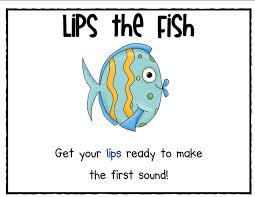 Lips the Fish
Get your lips ready to make
the first sound!